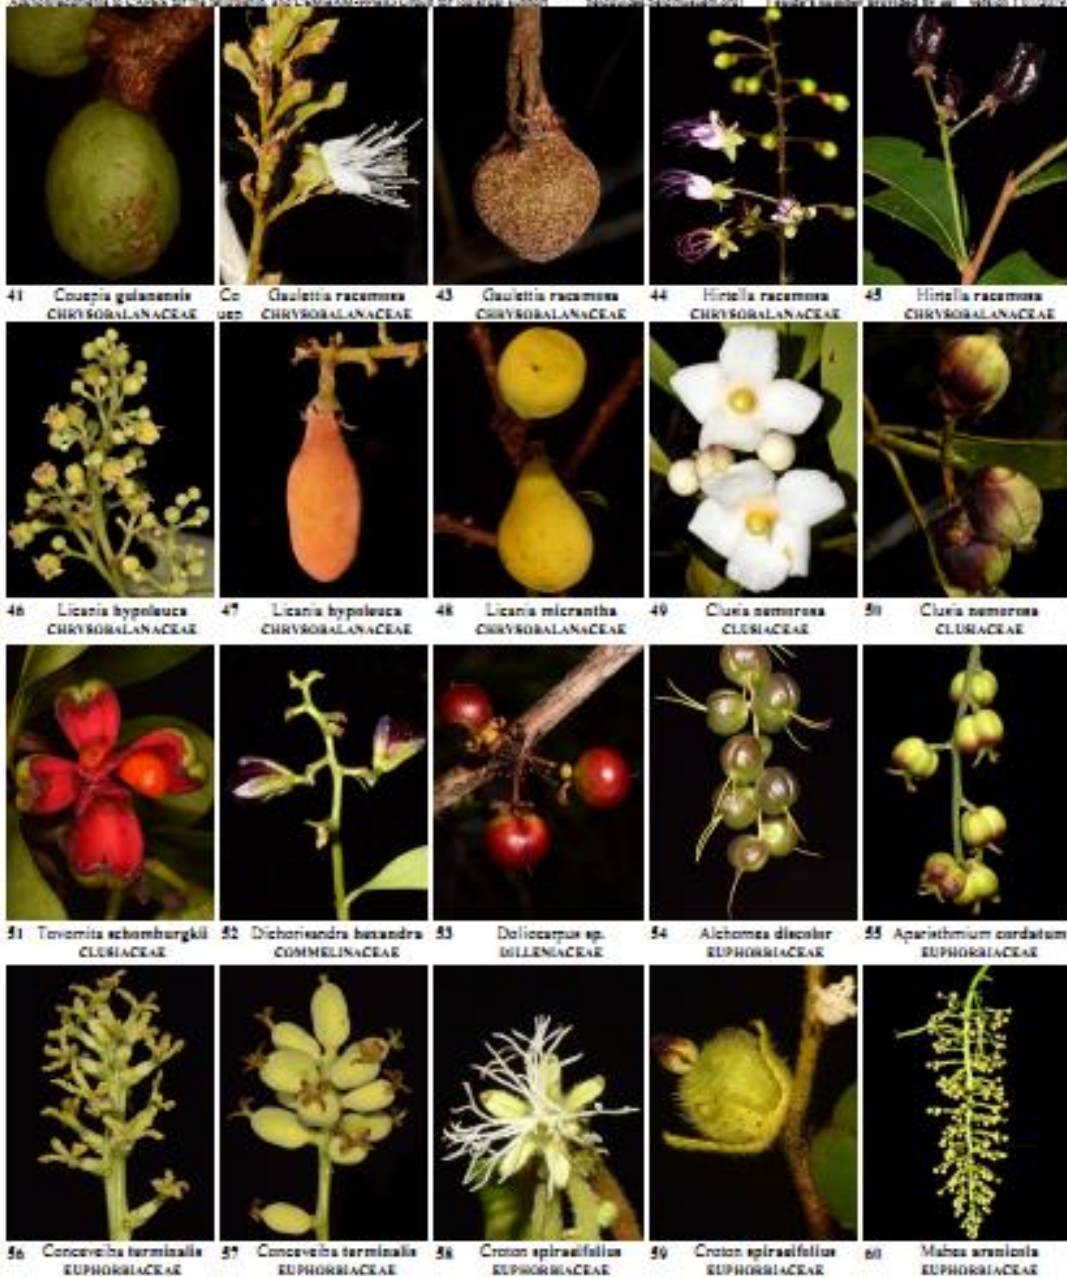 41 Couepia guianensis
CHRYSOBALANACEAE
Co Gaulettia racemosa
uep CHRYSOBALANACEAE
43 Gaulettia racemosa
CHRYSOBALANACEAE
44 Hirtella racemosa
CHRYSOBALANACEAE
45 Hirtella racemosa
CHRYSOBALANACEAE
46 Licania hypoleuca
CHRYSOBALANACEAE
47 Licania hypoleuca
CHRYSOBALANACEAE
48 Licania micrantha
CHRYSOBALANACEAE
49 Clusia nemorosa
CLUSIACEAE
50 Clusia nemorosa
CLUSIACEAE
51 Tovomita schomburgkii
CLUSIACEAE
52 Dichorisandra hexandra
COMMELINACEAE
53 Doliocarpus sp.
DILLENIACEAE
54 Alchornea discolor
EUPHORBIACEAE
55 Aparisthmium cordatum
EUPHORBIACEAE
56 Conceveiba terminalis
EUPHORBIACEAE
57 Conceveiba terminalis
EUPHORBIACEAE
58 Croton spiraeifolius
EUPHORBIACEAE
59 Croton spiraeifolius
EUPHORBIACEAE
60 Mabea
EUPHORBIACEAE